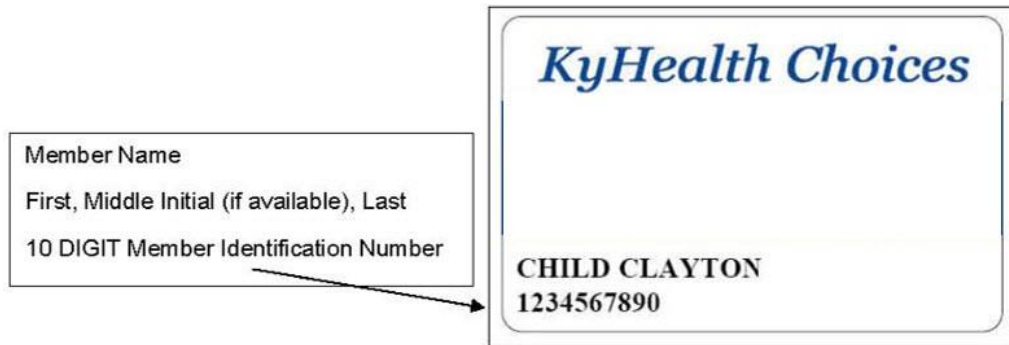 KyHealth Choices
Member Name
First, Middle Initial (if available), Last
10 DIGIT Member Identification Number
CHILD CLAYTON
1234567890